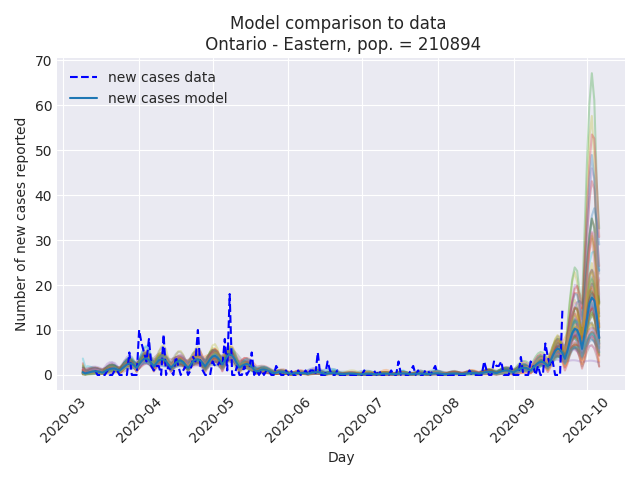 Model comparison to data
Ontario - Eastern, pop. = 210894
new cases data
new cases model
Number of new cases reported
70
60
50
40
30
20
10
0
2020-03
2020-04
2020-05
2020-06
2020-07
2020-08
2020-09
2020-10
Day